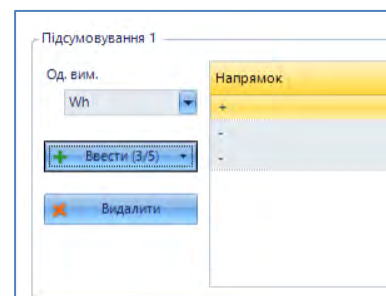 Підсумовування 1
Од. вим.
Wh
Ввести (3/5)
Видалити
Напрямок
+
-
-